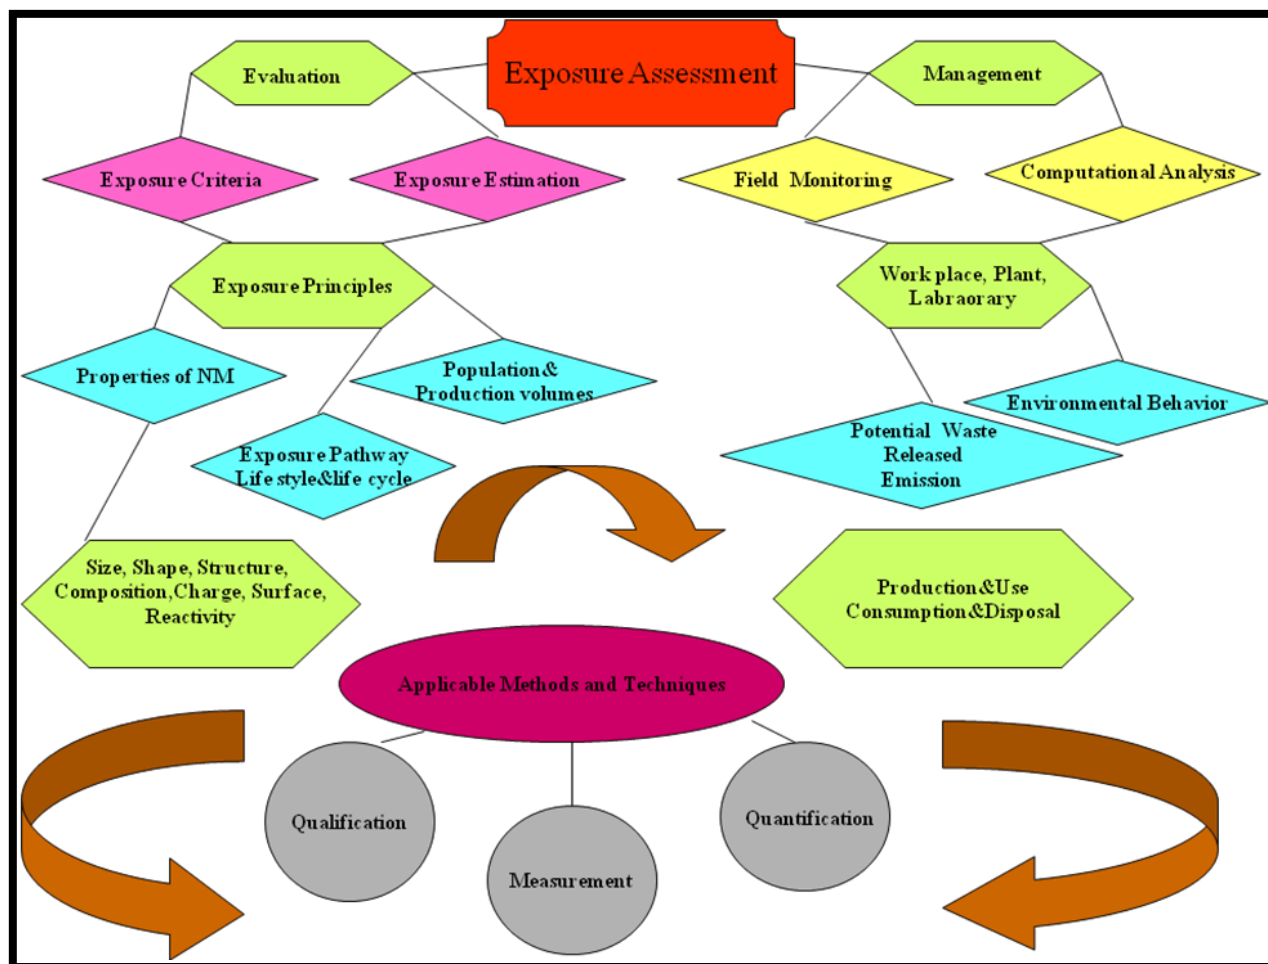 Exposure Assessment
Evaluation
Management
Exposure Criteria
Exposure Estimation
Field Monitoring
Computational Analysis
Exposure Principles
Work place, Plant,
Labraorary
Properties of NM
Population&
Production volumes
Environmental Behavior
Exposure Pathway
Life style&life cycle
Potential Waste
Released
Emission
Size, Shape, Structure,
Composition,Charge, Surface,
Reactivity
Production&Use
Consumption&Disposal
Applicable Methods and Techniques
Qualification
Measurement
Quantification